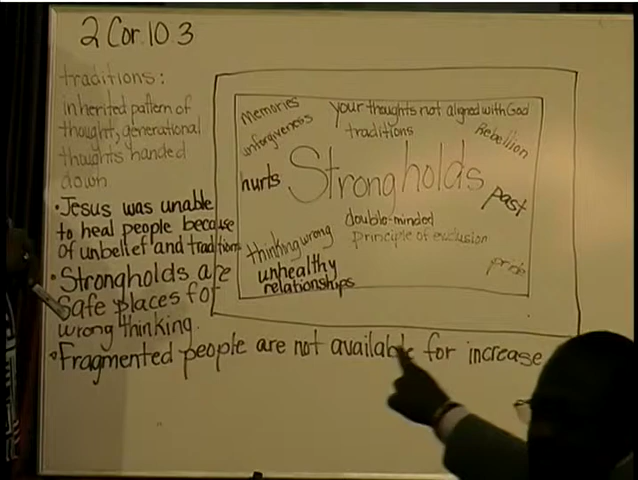 2 Cor. 10 3
traditions:
inherited pattern of
thought, generational
thoughts handed
down
• Jesus was unable
to heal people because
of unbelief and traditions
• Strongholds are
Safe places for
wrong thinking.
• Fragmented people are not available for increase
Memories
unforgiveness
your thoughts not aligned with God
traditions
Rebellion
hurts
Strongholds
past
double-minded
principle of exclusion
thinking wrong
unhealthy
relationships
pride